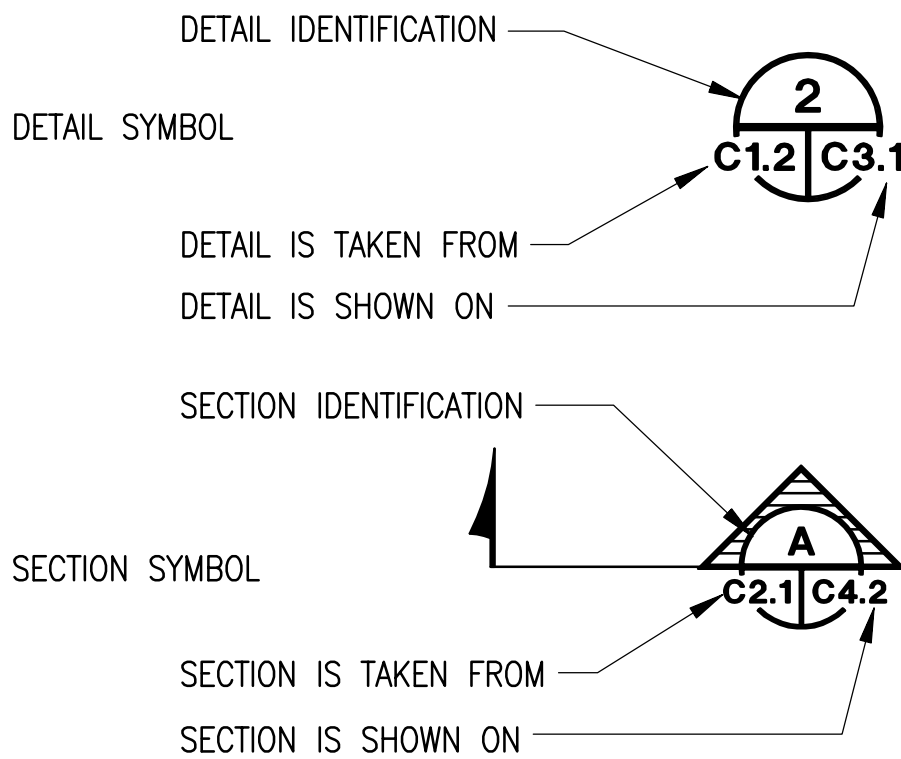 DETAIL IDENTIFICATION
2
DETAIL SYMBOL
C1.2 C3.1
DETAIL IS TAKEN FROM
DETAIL IS SHOWN ON
SECTION IDENTIFICATION
A
SECTION SYMBOL
C2.1 C4.2
SECTION IS TAKEN FROM
SECTION IS SHOWN ON